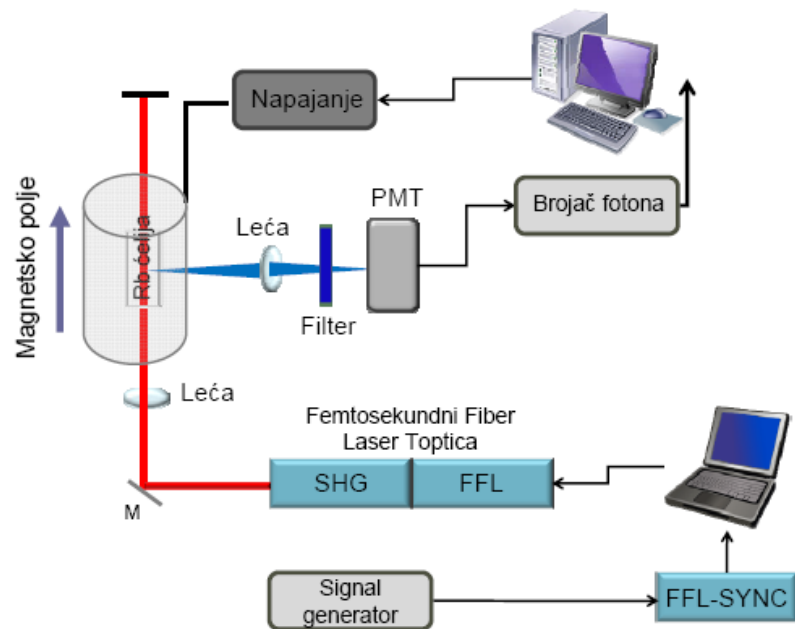 Napajanje
PMT
Brojač fotona
Leća
Magnetsko polje
Rb ćelija
Filter
Leća
Femtosekundni Fiber
Laser Toptica
SHG
FFL
M
Signal
generator
FFL-SYNC